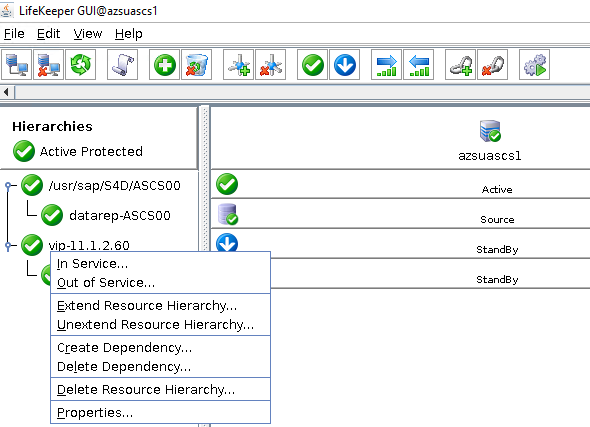 LifeKeeper GUI@azsuascs1
File Edit View Help
Hierarchies
Active Protected
azsuascs1
/usr/sap/S4D/ASCS00
Active
datarep-ASCS00
Source
vip-11.1.2.60
StandBy
StandBy
In Service...
Out of Service...
Extend Resource Hierarchy...
Unextend Resource Hierarchy...
Create Dependency...
Delete Dependency...
Delete Resource Hierarchy...
Properties...